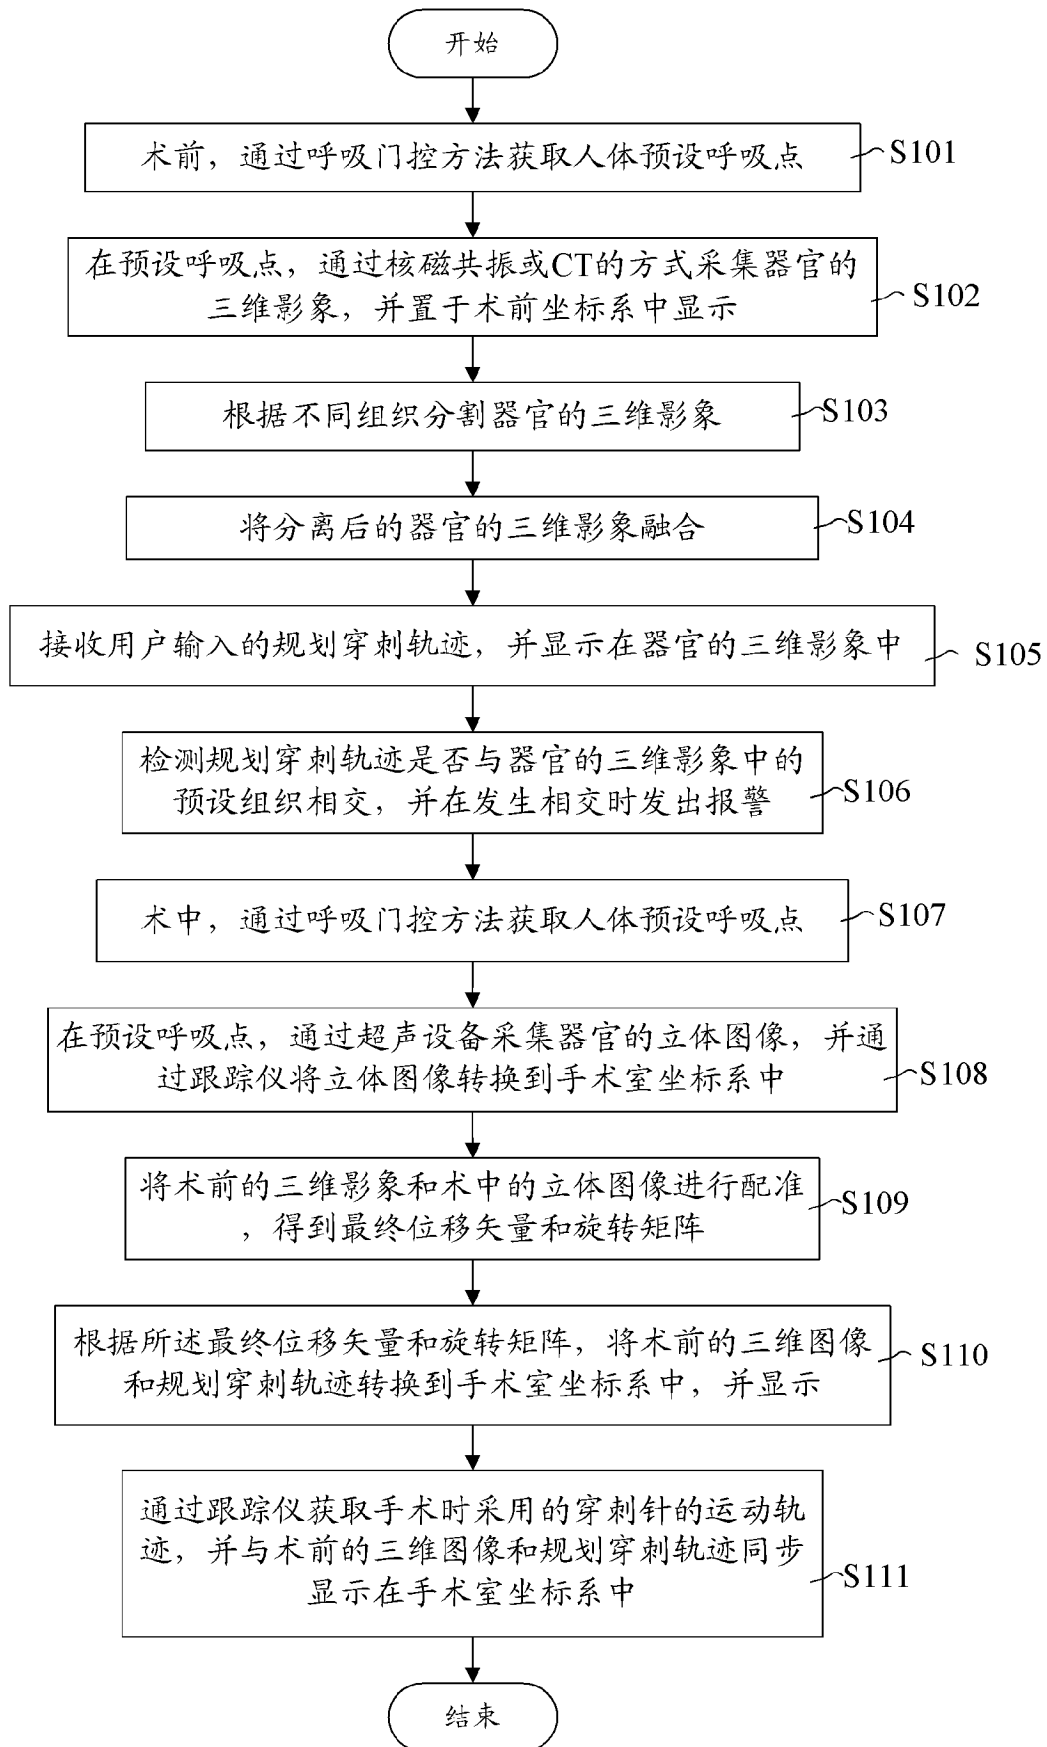 开始
术前，通过呼吸门控方法获取人体预设呼吸点
S101
在预设呼吸点，通过核磁共振或CT的方式采集器官的
三维影象，并置于术前坐标系中显示
S102
根据不同组织分割器官的三维影象
S103
将分离后的器官的三维影象融合
S104
接收用户输入的规划穿刺轨迹，并显示在器官的三维影象中
S105
检测规划穿刺轨迹是否与器官的三维影象中的
预设组织相交，并在发生相交时发出报警
S106
术中，通过呼吸门控方法获取人体预设呼吸点
S107
在预设呼吸点，通过超声设备采集器官的立体图像，并通
过跟踪仪将立体图像转换到手术室坐标系中
S108
将术前的三维影象和术中的立体图像进行配准
，得到最终位移矢量和旋转矩阵
S109
根据所述最终位移矢量和旋转矩阵，将术前的三维图像
和规划穿刺轨迹转换到手术室坐标系中，并显示
S110
通过跟踪仪获取手术时采用的穿刺针的运动轨
迹，并与术前的三维图像和规划穿刺轨迹同步
显示在手术室坐标系中
S111
结束